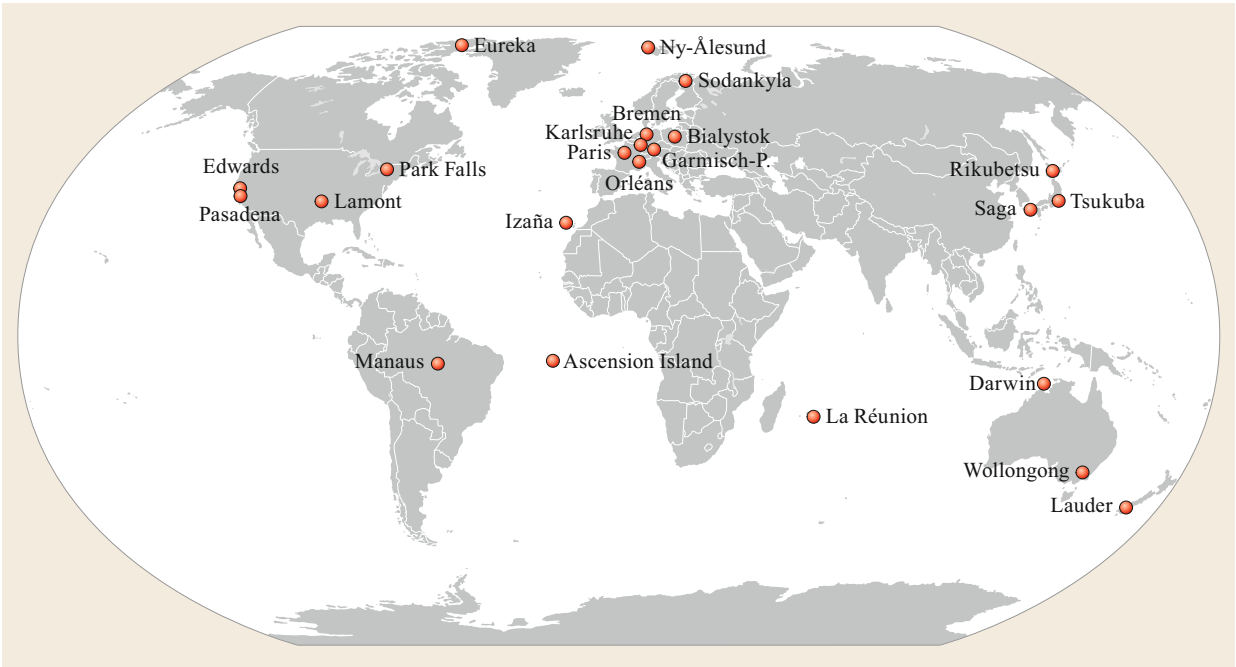 Eureka
Ny-Ålesund
Sodankyla
Bremen
Karlsruhe
Bialystok
Paris
Garmisch-P.
Orléans
Edwards
Park Falls
Pasadena
Lamont
Rikubetsu
Saga
Tsukuba
Izaña
Manaus
Ascension Island
Darwin
La Réunion
Wollongong
Lauder